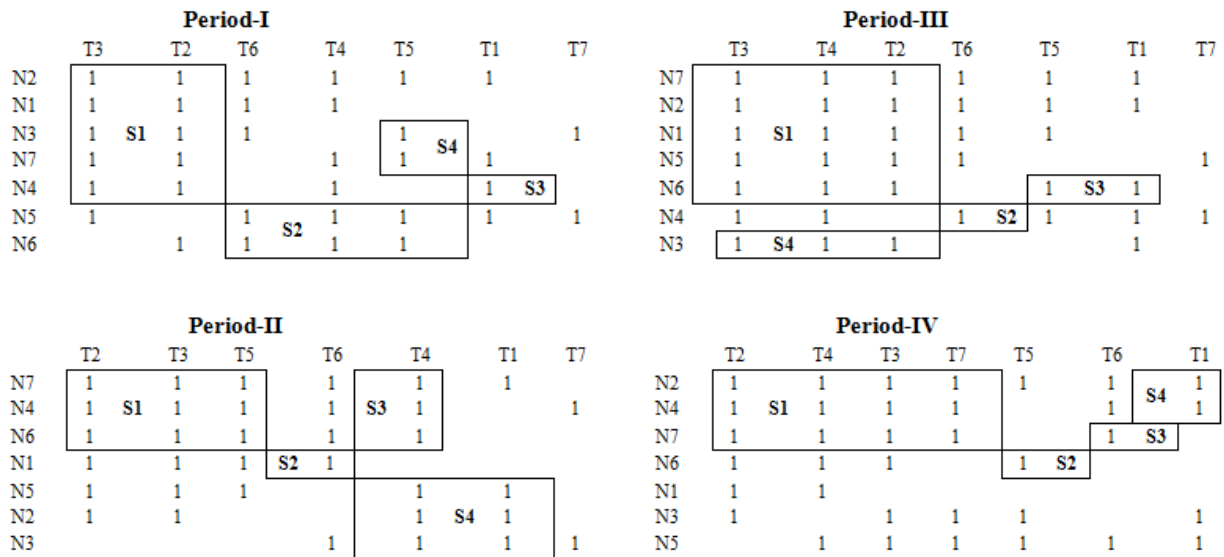 Period-I
T3 T2 T6 T4 T5 T1 T7
N2 1 1 1 1 1 1
N1 1 1 1 1
N3 1 S1 1 1 1 1
N7 1 1 1 1 S4 1
N4 1 1 1 1 S3
N5 1 1 1 1 1 1
N6 1 1 S2 1 1
Period-III
T3 T4 T2 T6 T5 T1 T7
N7 1 1 1 1 1 1
N2 1 1 1 1 1 1
N1 1 S1 1 1 1 1
N5 1 1 1 1 1
N6 1 1 1 1 S3 1
N4 1 1 1 S2 1 1 1
N3 1 S4 1 1 1
Period-II
T2 T3 T5 T6 T4 T1 T7
N7 1 1 1 1 1 1
N4 1 S1 1 1 1 S3 1 1
N6 1 1 1 1 1
N1 1 1 1 S2 1
N5 1 1 1 1 1
N2 1 1 1 S4 1
N3 1 1 1 1
Period-IV
T2 T4 T3 T7 T5 T6 T1
N2 1 1 1 1 1 1 S4 1
N4 1 S1 1 1 1 1 1
N7 1 1 1 1 1 S3
N6 1 1 1 1 S2
N1 1 1
N3 1 1 1 1 1
N5 1 1 1 1 1 1